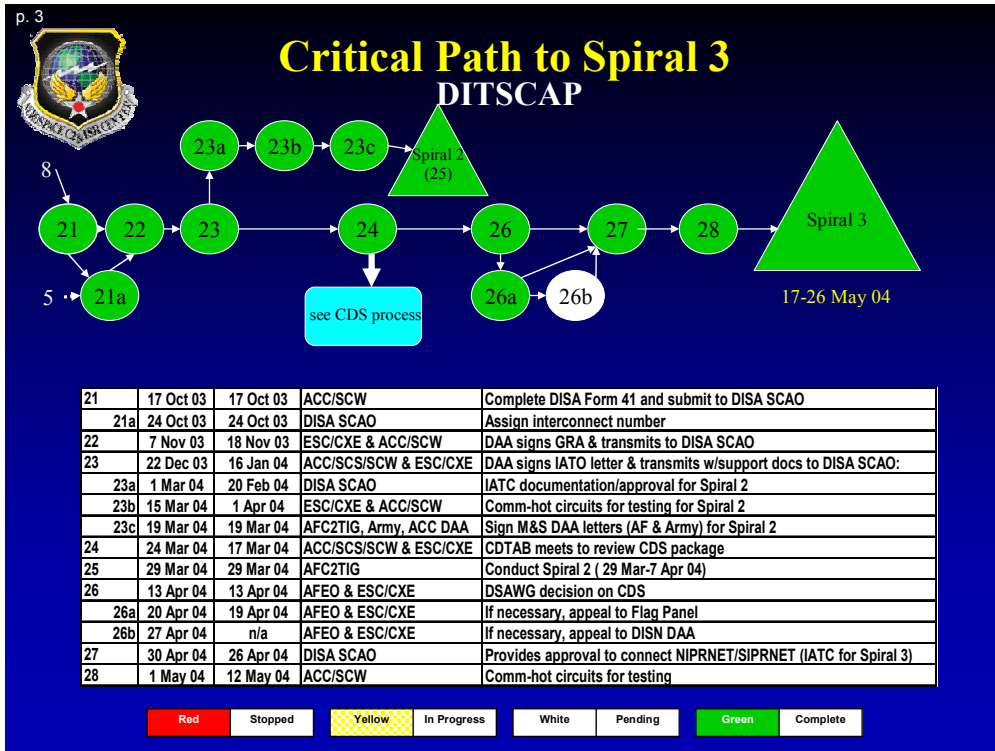 p. 3
Critical Path to Spiral 3
DITSCAP
AEROSPACE C2 & ISR CENTER
23a 23b 23c Spiral 2 (25)
8
21 22 23 24 26 27 28 Spiral 3
5 21a see CDS process 26a 26b 17-26 May 04
21 17 Oct 03 17 Oct 03 ACC/SCW Complete DISA Form 41 and submit to DISA SCAO
21a 24 Oct 03 24 Oct 03 DISA SCAO Assign interconnect number
22 7 Nov 03 18 Nov 03 ESC/CXE & ACC/SCW DAA signs GRA & transmits to DISA SCAO
23 22 Dec 03 16 Jan 04 ACC/SCS/SCW & ESC/CXE DAA signs IATO letter & transmits w/support docs to DISA SCAO:
23a 1 Mar 04 20 Feb 04 DISA SCAO IATC documentation/approval for Spiral 2
23b 15 Mar 04 1 Apr 04 ESC/CXE & ACC/SCW Comm-hot circuits for testing for Spiral 2
23c 19 Mar 04 19 Mar 04 AFC2TIG, Army, ACC DAA Sign M&S DAA letters (AF & Army) for Spiral 2
24 24 Mar 04 17 Mar 04 ACC/SCS/SCW & ESC/CXE CDTAB meets to review CDS package
25 29 Mar 04 29 Mar 04 AFC2TIG Conduct Spiral 2 ( 29 Mar-7 Apr 04)
26 13 Apr 04 13 Apr 04 AFEO & ESC/CXE DSAWG decision on CDS
26a 20 Apr 04 19 Apr 04 AFEO & ESC/CXE If necessary, appeal to Flag Panel
26b 27 Apr 04 n/a AFEO & ESC/CXE If necessary, appeal to DISN DAA
27 30 Apr 04 26 Apr 04 DISA SCAO Provides approval to connect NIPRNET/SIPRNET (IATC for Spiral 3)
28 1 May 04 12 May 04 ACC/SCW Comm-hot circuits for testing
Red Stopped Yellow In Progress White Pending Green Complete